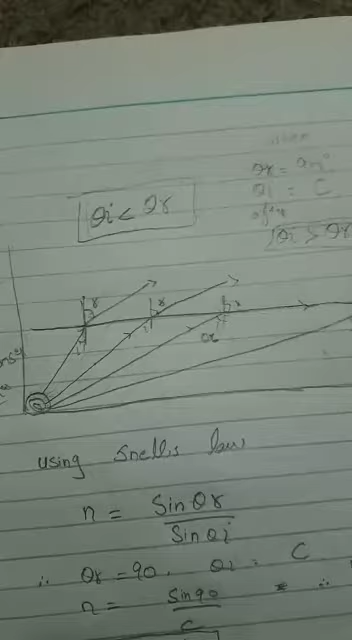 θr = 90°
θi = C
θi < θr
θi > θr
r
r
r
i
i
using Snell's law
n = Sin θr
Sin θi
∴ θr = 90, θi = C
n = Sin 90 ∴
C